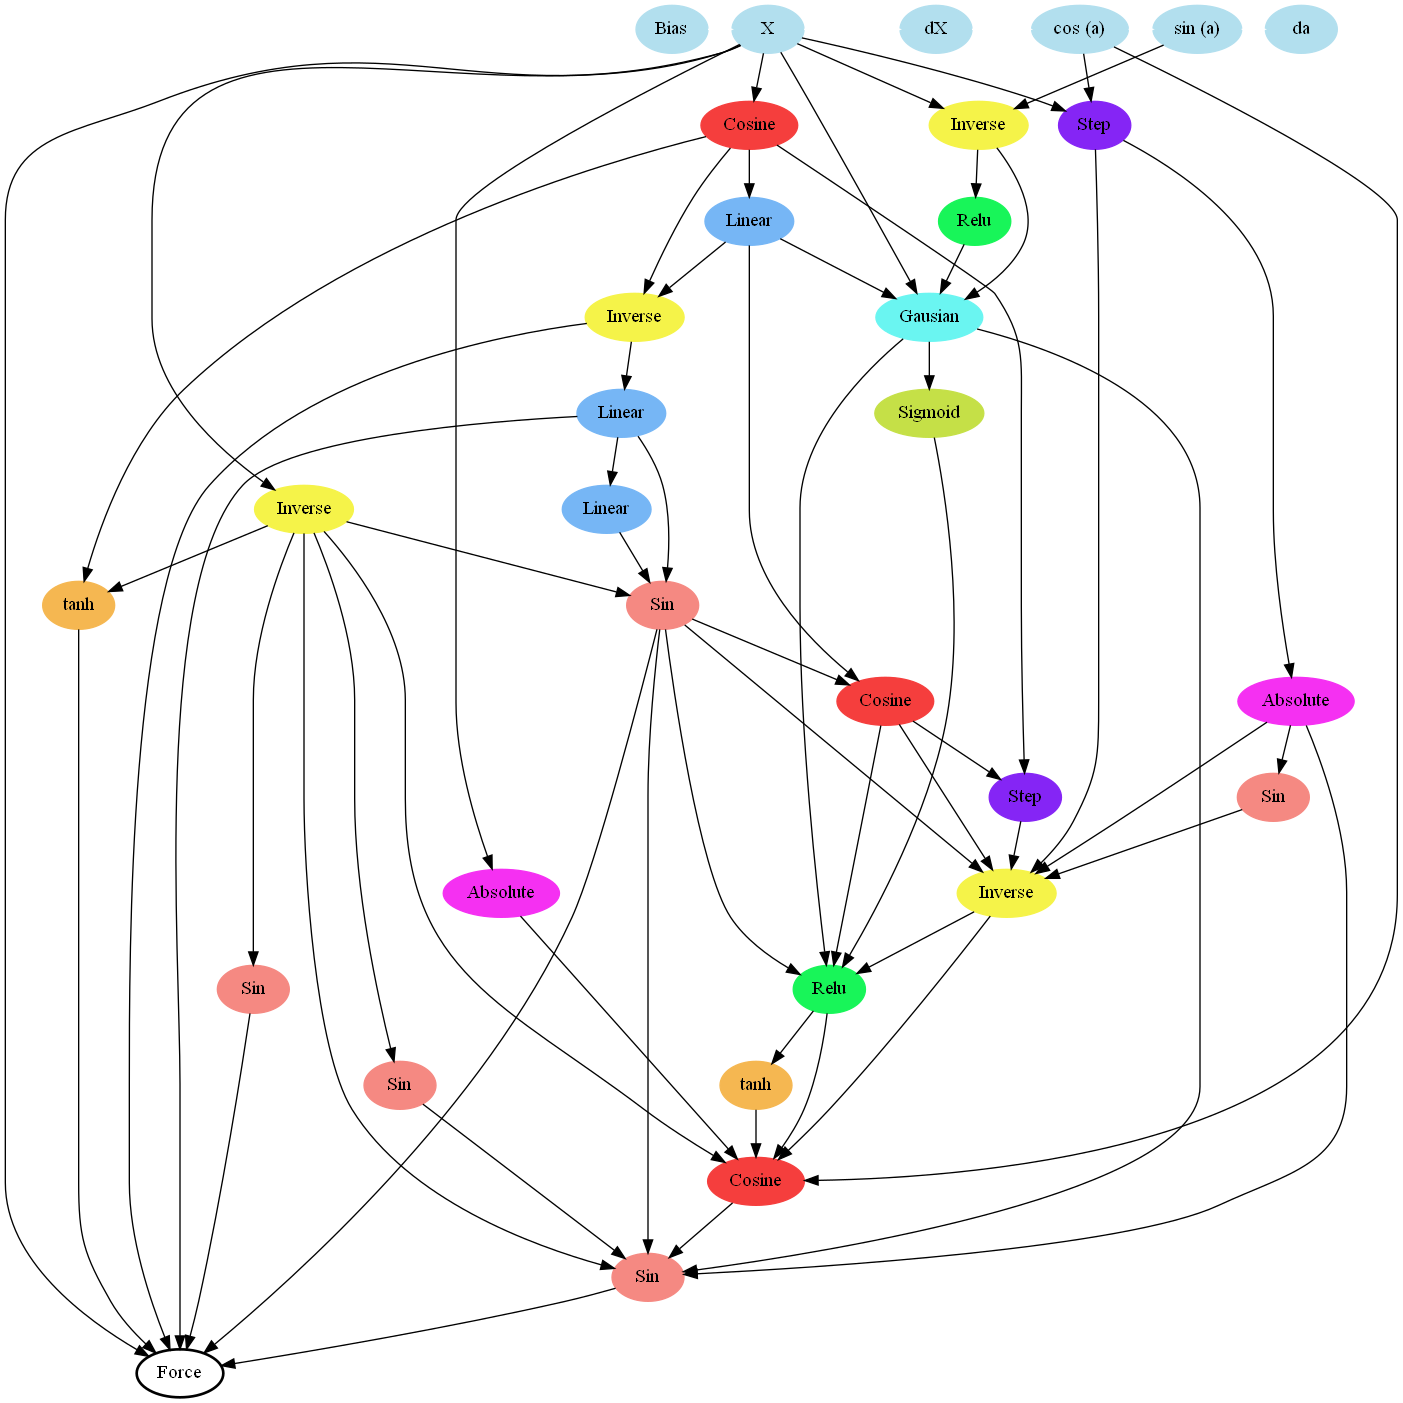 Bias
X
dX
cos (a)
sin (a)
da
Cosine
Inverse
Step
Linear
Relu
Inverse
Gausian
Linear
Sigmoid
Inverse
Linear
tanh
Sin
Cosine
Absolute
Step
Sin
Absolute
Inverse
Sin
Relu
Sin
tanh
Cosine
Sin
Force